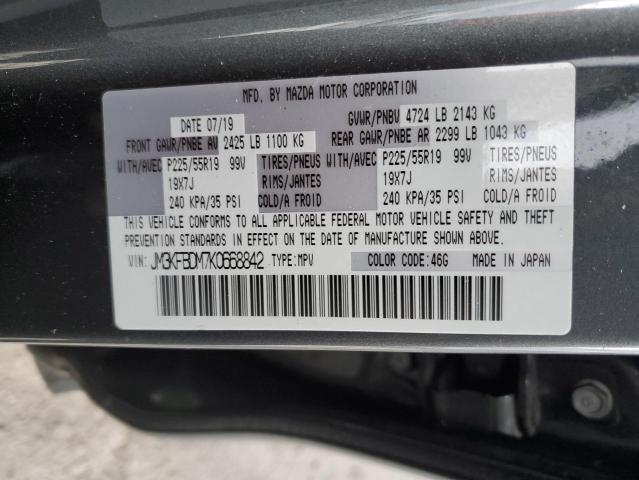 MFD. BY MAZDA MOTOR CORPORATION
DATE 07/19 GVWR/PNBV 4724 LB 2143 KG
FRONT GAWR/PNBE AV 2425 LB 1100 KG REAR GAWR/PNBE AR 2299 LB 1043 KG
WITH/AVEC P225/55R19 99V TIRES/PNEUS WITH/AVEC P225/55R19 99V TIRES/PNEUS
19X7J RIMS/JANTES 19X7J RIMS/JANTES
240 KPA/35 PSI COLD/A FROID 240 KPA/35 PSI COLD/A FROID
THIS VEHICLE CONFORMS TO ALL APPLICABLE FEDERAL MOTOR VEHICLE SAFETY AND THEFT
PREVENTION STANDARDS IN EFFECT ON THE DATE OF MANUFACTURE SHOWN ABOVE.
VIN: JM3KFBDM7K0668842 TYPE:MPV COLOR CODE:46G MADE IN JAPAN